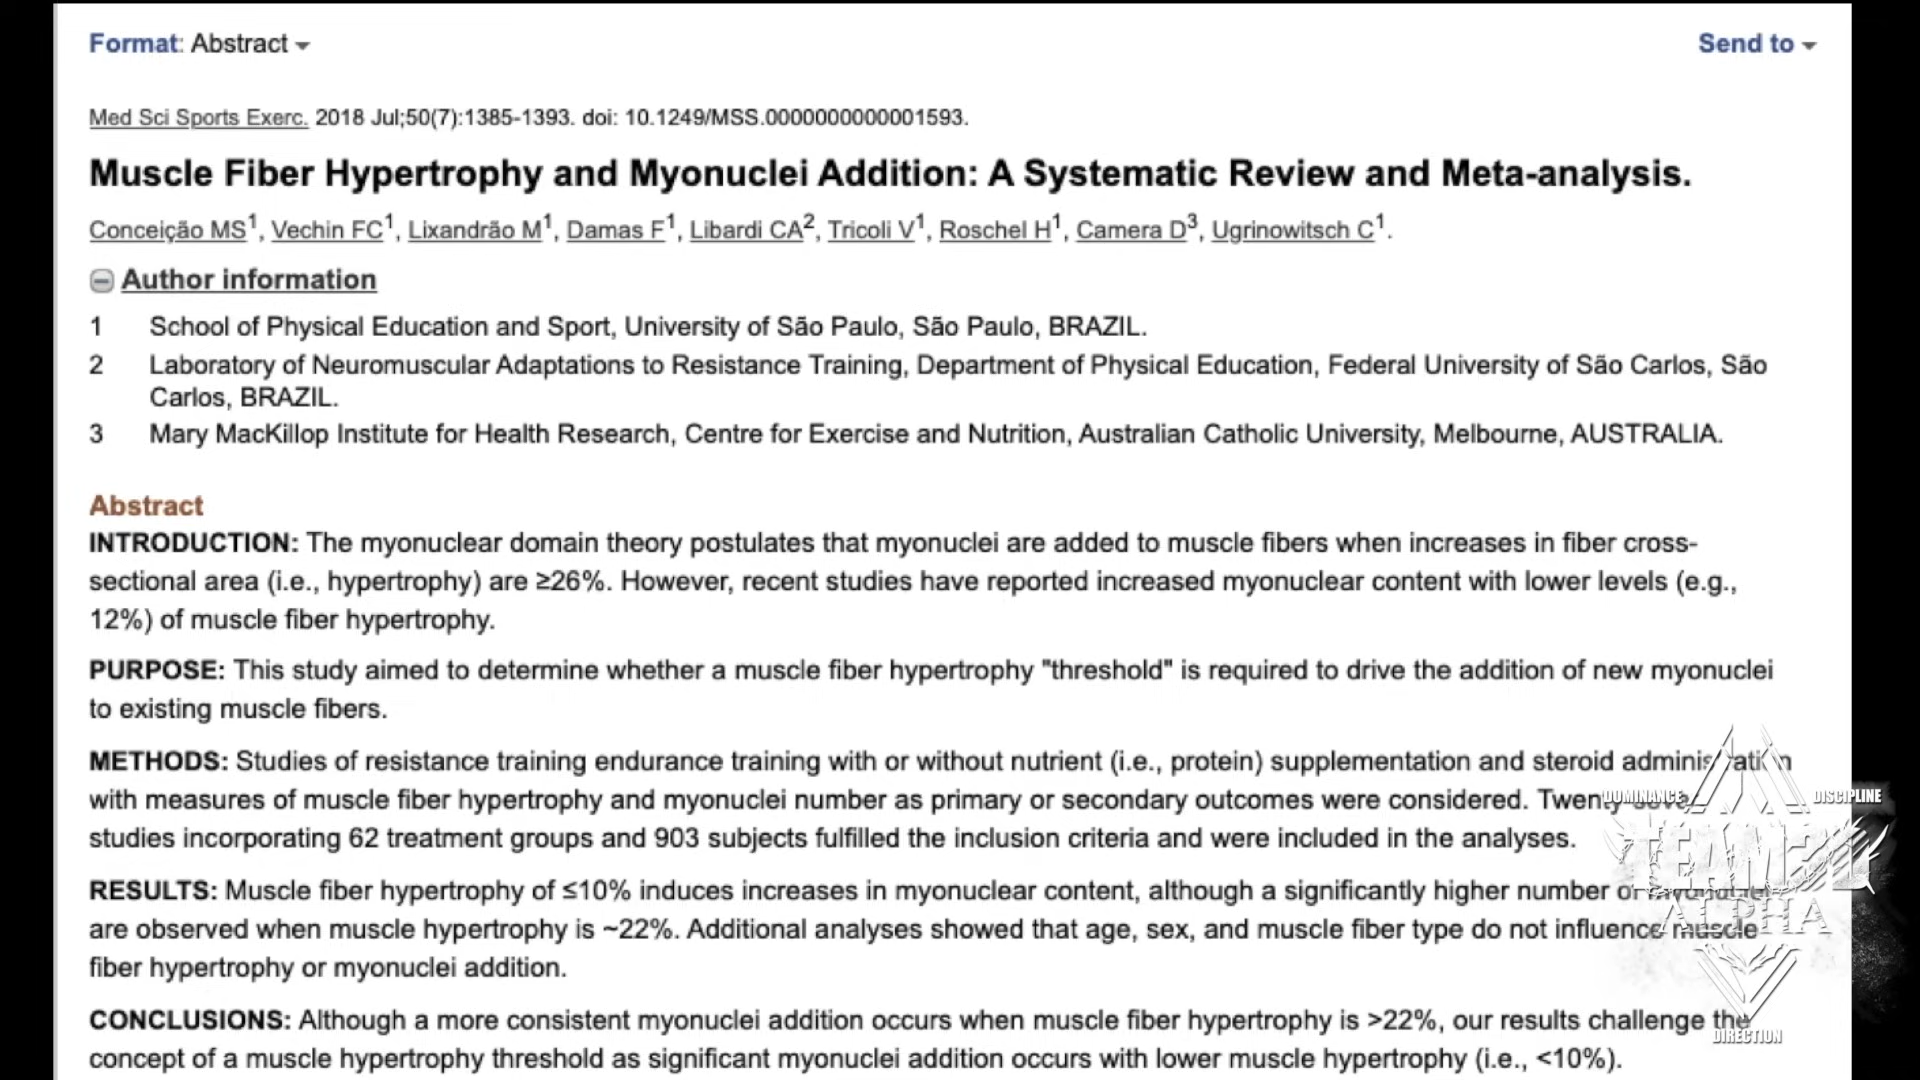 Format: Abstract
Send to
Med Sci Sports Exerc. 2018 Jul;50(7):1385-1393. doi: 10.1249/MSS.0000000000001593.
Muscle Fiber Hypertrophy and Myonuclei Addition: A Systematic Review and Meta-analysis.
Conceição MS1, Vechin FC1, Lixandrão M1, Damas F1, Libardi CA2, Tricoli V1, Roschel H1, Camera D3, Ugrinowitsch C1.
Author information
1 School of Physical Education and Sport, University of São Paulo, São Paulo, BRAZIL.
2 Laboratory of Neuromuscular Adaptations to Resistance Training, Department of Physical Education, Federal University of São Carlos, São
Carlos, BRAZIL.
3 Mary MacKillop Institute for Health Research, Centre for Exercise and Nutrition, Australian Catholic University, Melbourne, AUSTRALIA.
Abstract
INTRODUCTION: The myonuclear domain theory postulates that myonuclei are added to muscle fibers when increases in fiber cross-
sectional area (i.e., hypertrophy) are ≥26%. However, recent studies have reported increased myonuclear content with lower levels (e.g.,
12%) of muscle fiber hypertrophy.
PURPOSE: This study aimed to determine whether a muscle fiber hypertrophy "threshold" is required to drive the addition of new myonuclei
to existing muscle fibers.
METHODS: Studies of resistance training endurance training with or without nutrient (i.e., protein) supplementation and steroid administration
with measures of muscle fiber hypertrophy and myonuclei number as primary or secondary outcomes were considered.
studies incorporating 62 treatment groups and 903 subjects fulfilled the inclusion criteria and were included in the analyses.
RESULTS: Muscle fiber hypertrophy of ≤10% induces increases in myonuclear content, although a significantly higher number of
are observed when muscle hypertrophy is ~22%. Additional analyses showed that age, sex, and muscle fiber type do not influence muscle
fiber hypertrophy or myonuclei addition.
CONCLUSIONS: Although a more consistent myonuclei addition occurs when muscle fiber hypertrophy is >22%, our results challenge the
concept of a muscle hypertrophy threshold as significant myonuclei addition occurs with lower muscle hypertrophy (i.e., <10%).
DOMINANCE
DISCIPLINE
TEAM3D
ALPHA
DIRECTION